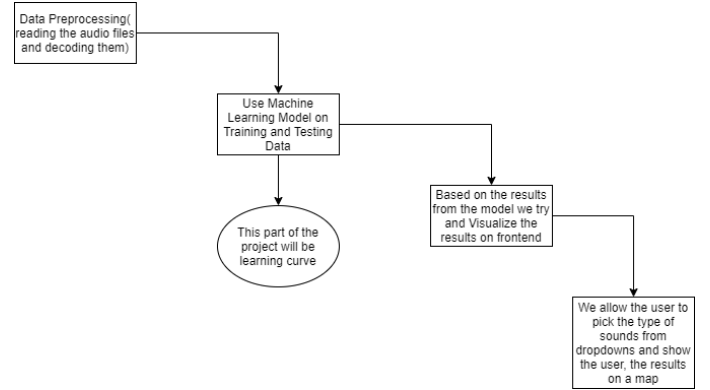 Data Preprocessing(
reading the audio files
and decoding them)
Use Machine
Learning Model on
Training and Testing
Data
This part of the
project will be
learning curve
Based on the results
from the model we try
and Visualize the
results on frontend
We allow the user to
pick the type of
sounds from
dropdowns and show
the user, the results
on a map